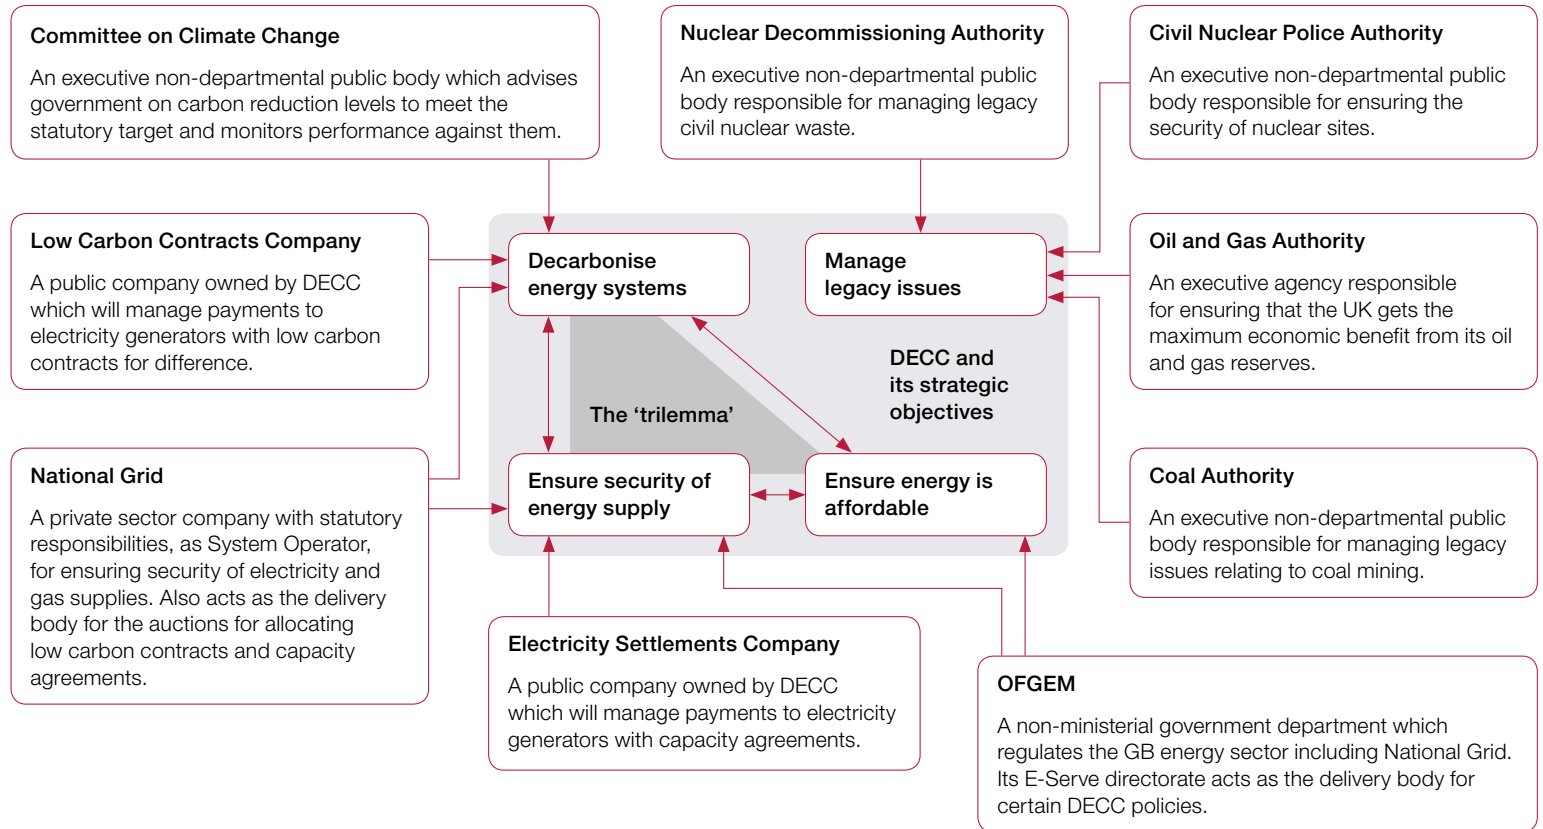 Committee on Climate Change
An executive non-departmental public body which advises
government on carbon reduction levels to meet the
statutory target and monitors performance against them.
Nuclear Decommissioning Authority
An executive non-departmental public
body responsible for managing legacy
civil nuclear waste.
Civil Nuclear Police Authority
An executive non-departmental public
body responsible for ensuring the
security of nuclear sites.
Low Carbon Contracts Company
A public company owned by DECC
which will manage payments to
electricity generators with low carbon
contracts for difference.
Decarbonise
energy systems
Manage
legacy issues
Oil and Gas Authority
An executive agency responsible
for ensuring that the UK gets the
maximum economic benefit from its oil
and gas reserves.
DECC and
its strategic
objectives
The ‘trilemma’
National Grid
A private sector company with statutory
responsibilities, as System Operator,
for ensuring security of electricity and
gas supplies. Also acts as the delivery
body for the auctions for allocating
low carbon contracts and capacity
agreements.
Ensure security of
energy supply
Ensure energy is
affordable
Coal Authority
An executive non-departmental public
body responsible for managing legacy
issues relating to coal mining.
Electricity Settlements Company
A public company owned by DECC
which will manage payments to electricity
generators with capacity agreements.
OFGEM
A non-ministerial government department which
regulates the GB energy sector including National Grid.
Its E-Serve directorate acts as the delivery body for
certain DECC policies.